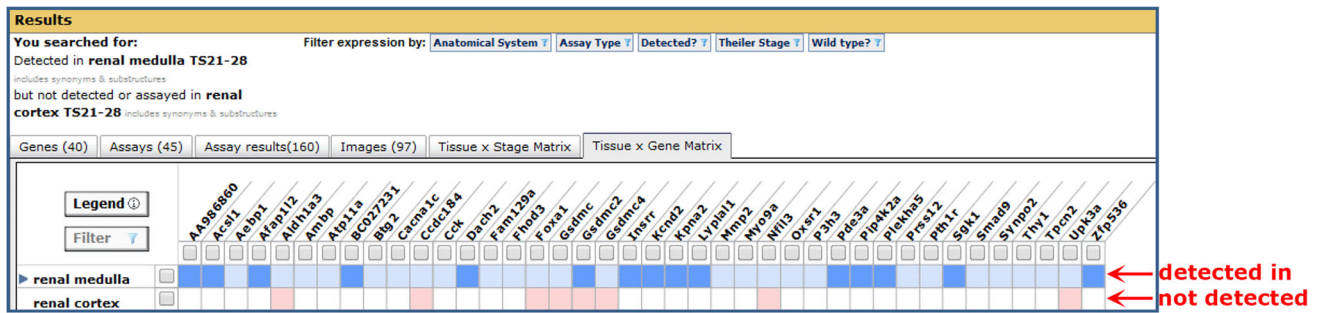 Results
You searched for:
Filter expression by: Anatomical System Assay Type Detected? Theiler Stage Wild type?
Detected in renal medulla TS21-28
includes synonyms & substructures
but not detected or assayed in renal
cortex TS21-28 includes synonyms & substructures
Genes (40) Assays (45) Assay results(160) Images (97) Tissue x Stage Matrix Tissue x Gene Matrix
Legend
Filter
AA986860
Acsl1
Aebp1
Afap1l2
Aldh1a3
Ambp
Atp11a
BC027231
Btg2
Cacna1c
Ccdc184
Cck
Dach2
Fam129a
Fhod3
Foxa1
Gsdmc
Gsdmc2
Gsdmc4
Insrr
Kcnd2
Kpna2
Lyplal1
Mmp2
Myo9a
Nfil3
Oxsr1
P3h3
Pde3a
Pip4k2a
Plekha5
Prss12
Pth1r
Sgk1
Smad9
Synpo2
Thy1
Tpcn2
Upk3a
Zfp536
renal medulla
detected in
renal cortex
not detected